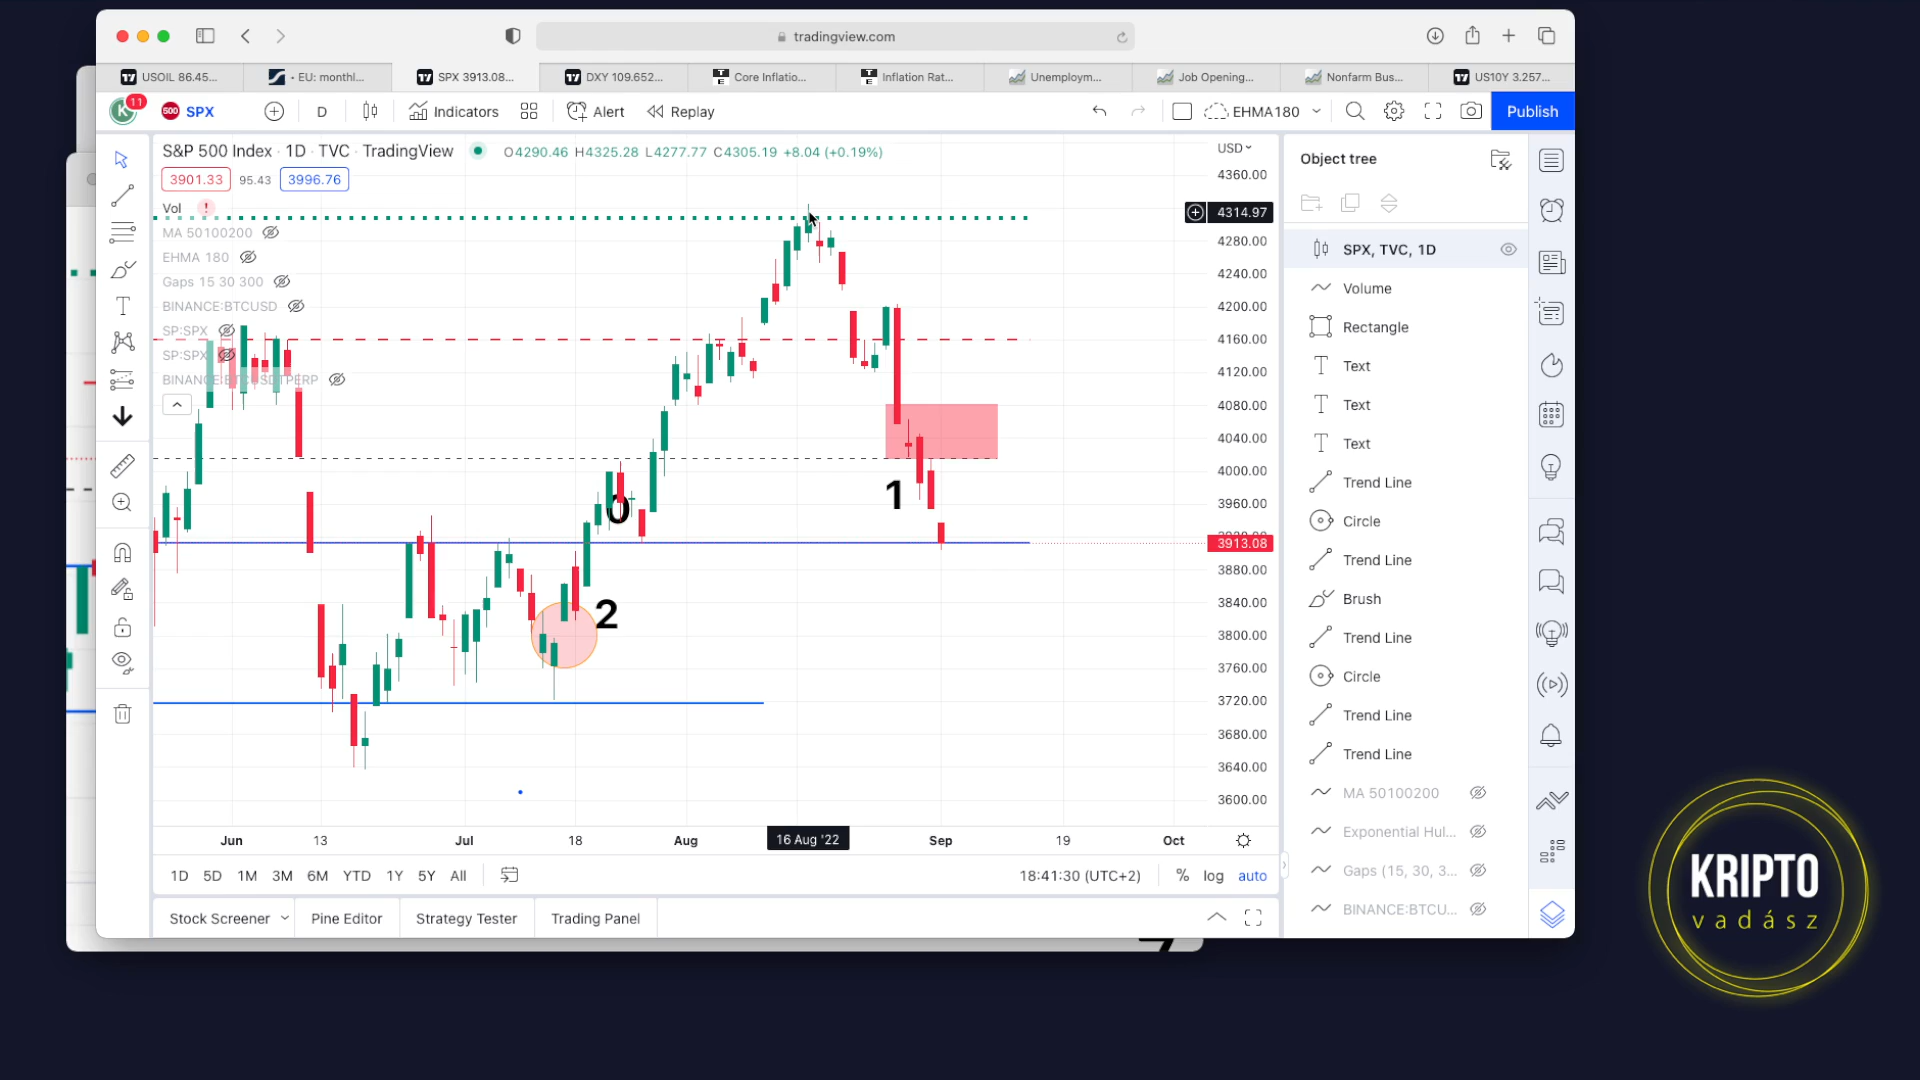 tradingview.com
USOIL 86.45...
- EU: monthl...
SPX 3913.08...
DXY 109.652...
Core Inflatio...
Inflation Rat...
Unemploym...
Job Opening...
Nonfarm Bus...
US10Y 3.257...
K
11
500
SPX
D
Indicators
Alert
Replay
EHMA180
Publish
S&P 500 Index · 1D · TVC · TradingView
O4290.46 H4325.28 L4277.77 C4305.19 +8.04 (+0.19%)
3901.33
95.43
3996.76
Vol
MA 50100200
EHMA 180
Gaps 15 30 300
BINANCE:BTCUSD
SP:SPX
SP:SPX
BINANCE:BTCUSDTPERP
0
1
2
USD
4360.00
4314.97
4280.00
4240.00
4200.00
4160.00
4120.00
4080.00
4040.00
4000.00
3960.00
3913.08
3880.00
3840.00
3800.00
3760.00
3720.00
3680.00
3640.00
3600.00
Jun
13
Jul
18
Aug
16 Aug '22
Sep
19
Oct
1D
5D
1M
3M
6M
YTD
1Y
5Y
All
18:41:30 (UTC+2)
%
log
auto
Stock Screener
Pine Editor
Strategy Tester
Trading Panel
Object tree
SPX, TVC, 1D
Volume
Rectangle
Text
Text
Text
Trend Line
Circle
Trend Line
Brush
Trend Line
Circle
Trend Line
Trend Line
MA 50100200
Exponential Hul...
Gaps (15, 30, 3...
BINANCE:BTCU...
KRIPTO
vadász